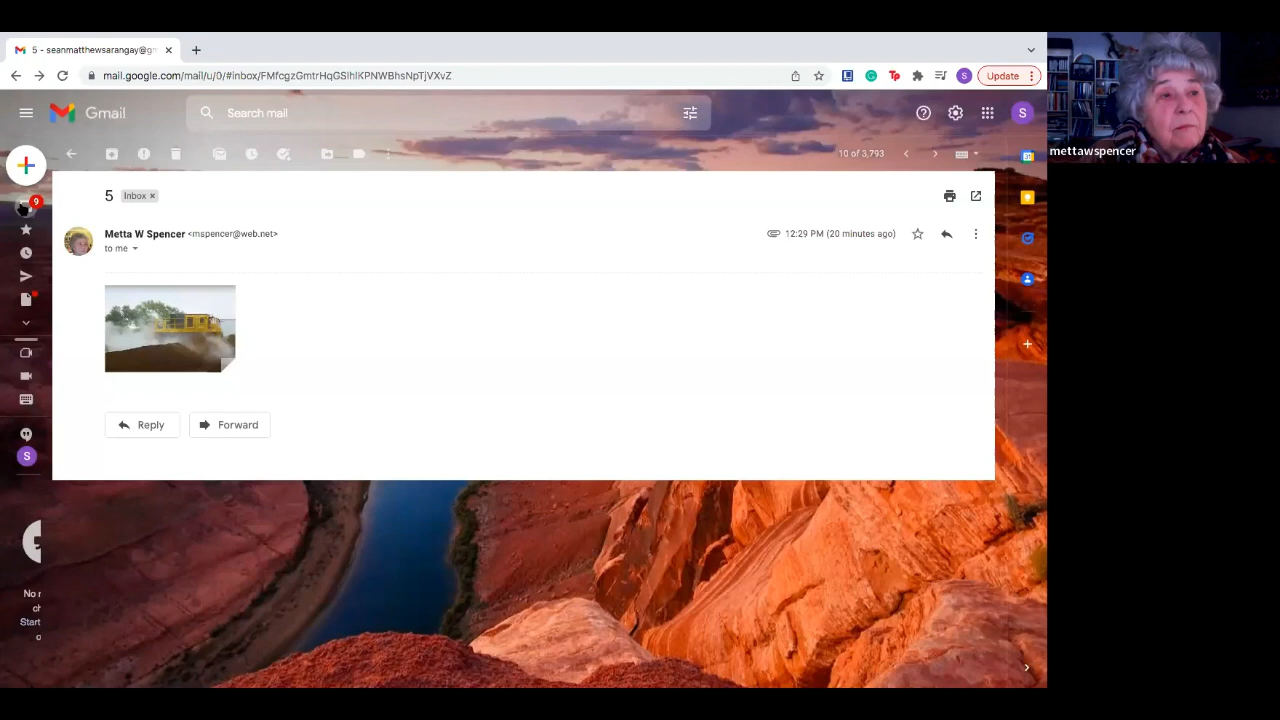 5 - seanmatthewsarangay@g
mail.google.com/mail/u/0/#inbox/FMfcgzGmtrHqGSlhlKPNWBhsNpTjVXvZ
Tp
S
Update
Gmail
Search mail
S
10 of 3,793
31
9
5
Inbox ×
Metta W Spencer <mspencer@web.net>
12:29 PM (20 minutes ago)
to me
Reply
Forward
S
No
Start
mettawspencer